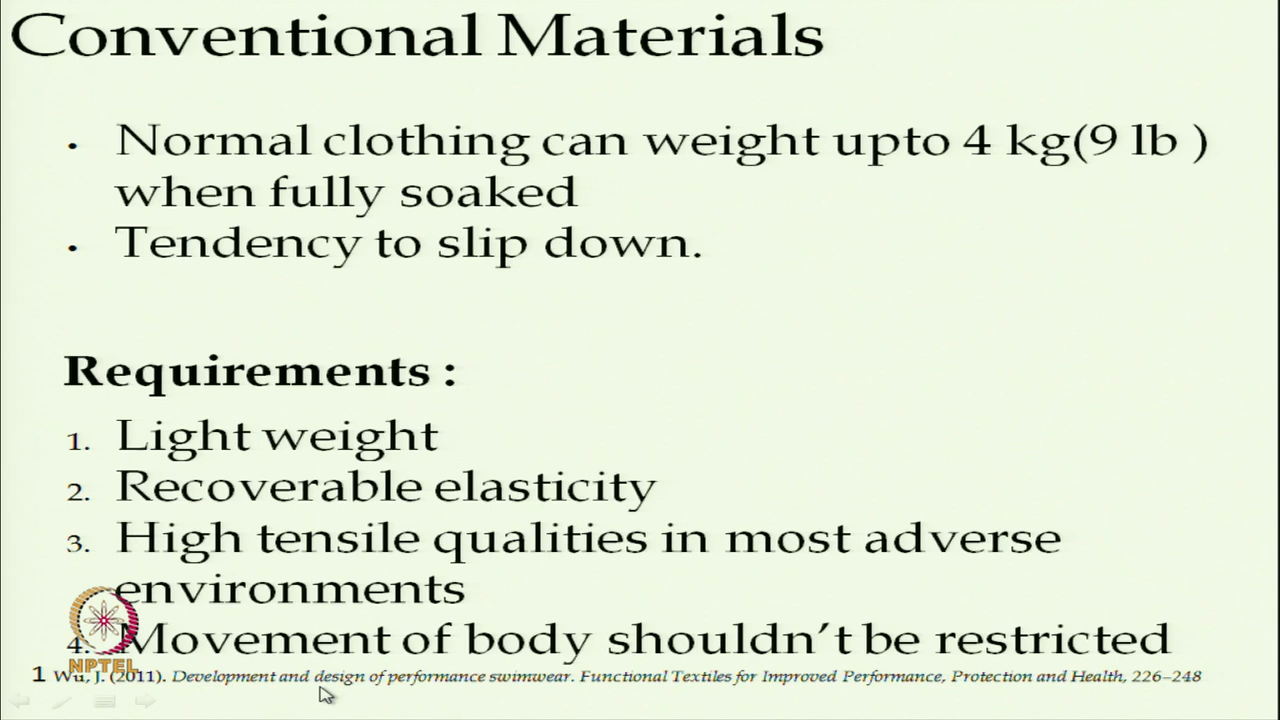 Conventional Materials
• Normal clothing can weight upto 4 kg(9 lb )
when fully soaked
• Tendency to slip down.
Requirements :
1. Light weight
2. Recoverable elasticity
3. High tensile qualities in most adverse
environments
4. Movement of body shouldn't be restricted
NPTEL
1 Wu, J. (2011). Development and design of performance swimwear. Functional Textiles for Improved Performance, Protection and Health, 226–248